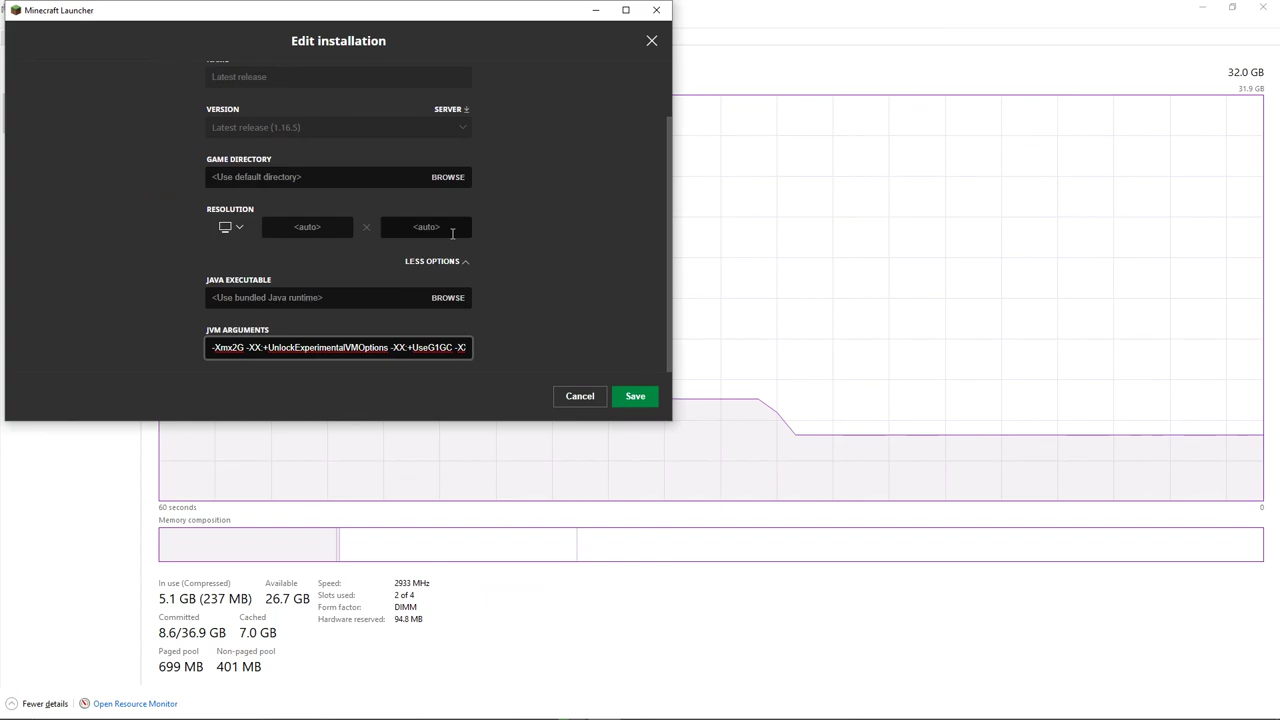 Minecraft Launcher
Edit installation
Latest release
VERSION
SERVER
Latest release (1.16.5)
GAME DIRECTORY
<Use default directory>
BROWSE
RESOLUTION
<auto>
<auto>
LESS OPTIONS
JAVA EXECUTABLE
<Use bundled Java runtime>
BROWSE
JVM ARGUMENTS
-Xmx2G -XX:+UnlockExperimentalVMOptions -XX:+UseG1GC
Cancel
Save
32.0 GB
31.9 GB
60 seconds
0
Memory composition
In use (Compressed)
5.1 GB (237 MB)
Available
26.7 GB
Committed
8.6/36.9 GB
Cached
7.0 GB
Paged pool
699 MB
Non-paged pool
401 MB
Speed:
2933 MHz
Slots used:
2 of 4
Form factor:
DIMM
Hardware reserved:
94.8 MB
Fewer details
Open Resource Monitor